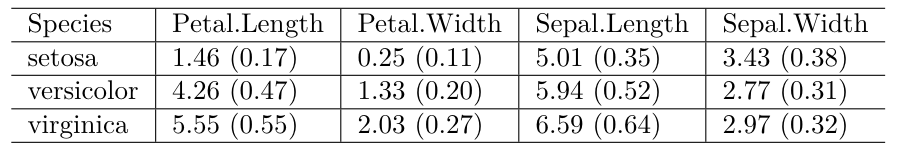 Species Petal.Length Petal.Width Sepal.Length Sepal.Width
setosa 1.46 (0.17) 0.25 (0.11) 5.01 (0.35) 3.43 (0.38)
versicolor 4.26 (0.47) 1.33 (0.20) 5.94 (0.52) 2.77 (0.31)
virginica 5.55 (0.55) 2.03 (0.27) 6.59 (0.64) 2.97 (0.32)